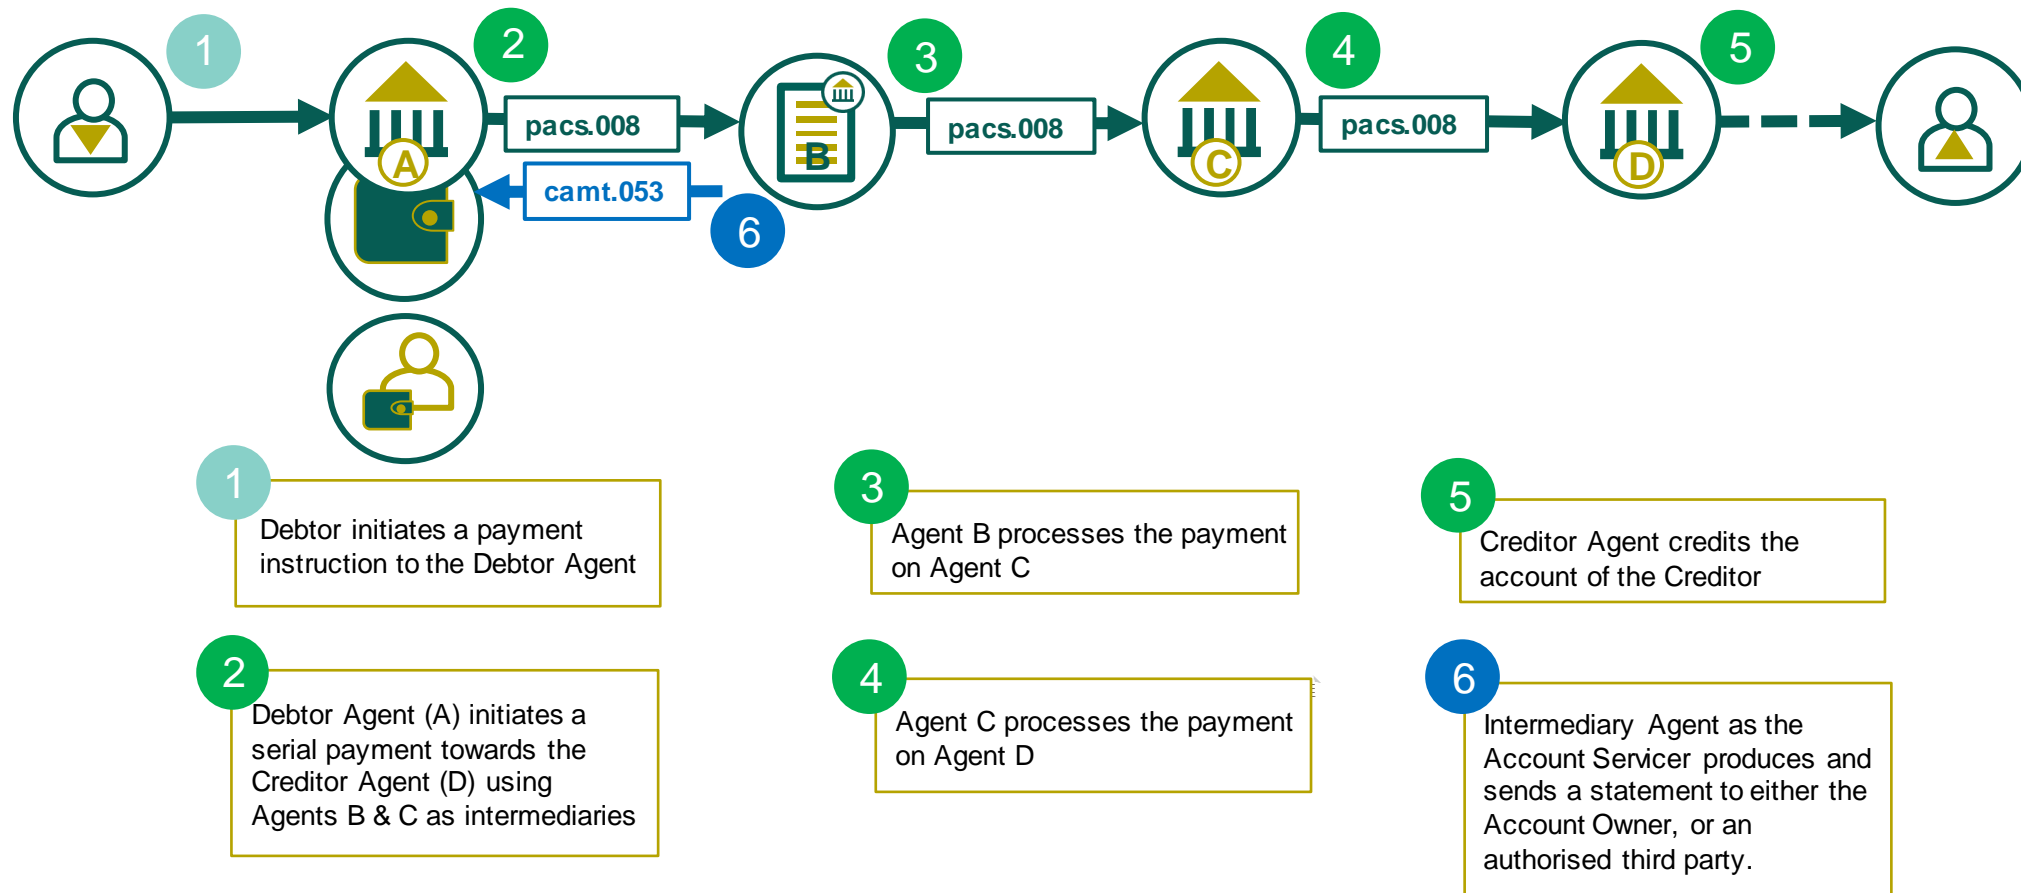 1
2
3
4
5
pacs.008
pacs.008
pacs.008
A
B
C
D
camt.053
6
1
Debtor initiates a payment
instruction to the Debtor Agent
2
Debtor Agent (A) initiates a
serial payment towards the
Creditor Agent (D) using
Agents B & C as intermediaries
3
Agent B processes the payment
on Agent C
4
Agent C processes the payment
on Agent D
5
Creditor Agent credits the
account of the Creditor
6
Intermediary Agent as the
Account Servicer produces and
sends a statement to either the
Account Owner, or an
authorised third party.